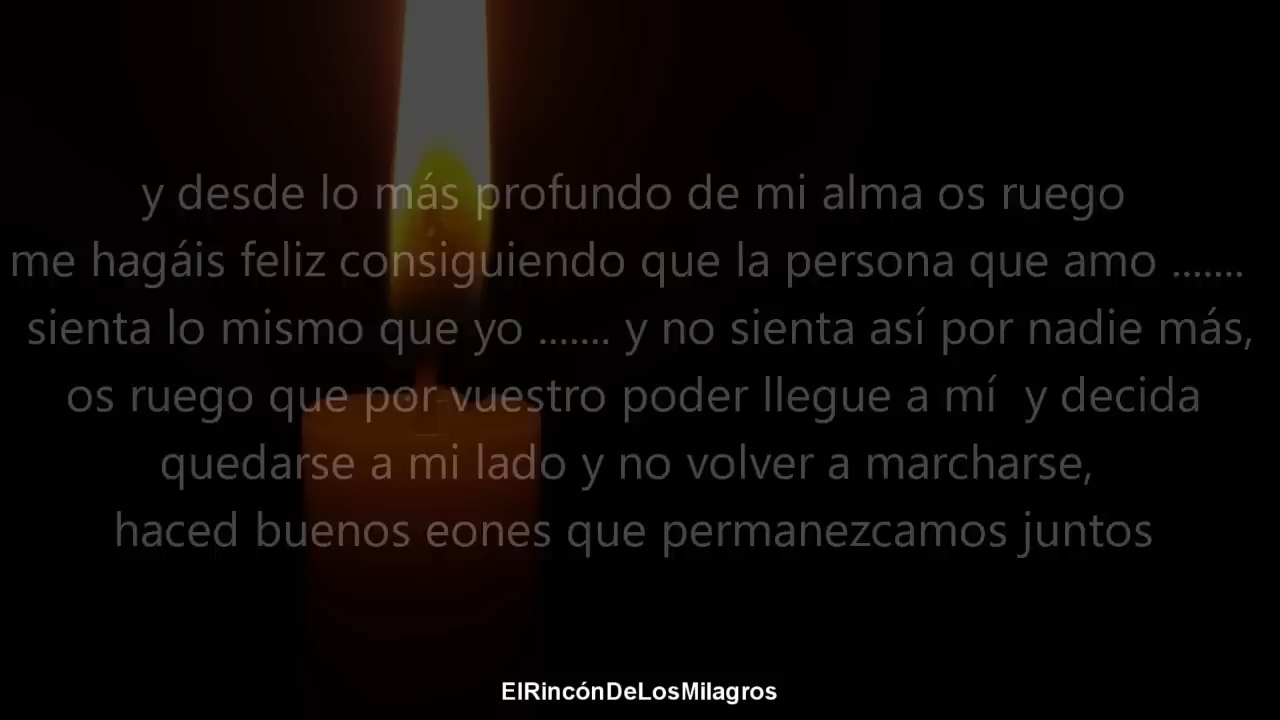 y desde lo más profundo de mi alma os ruego
me hagáis feliz consiguiendo que la persona que amo .......
sienta lo mismo que yo ....... y no sienta así por nadie más,
os ruego que por vuestro poder llegue a mí y decida
quedarse a mi lado y no volver a marcharse,
haced buenos eones que permanezcamos juntos
ElRincónDeLosMilagros